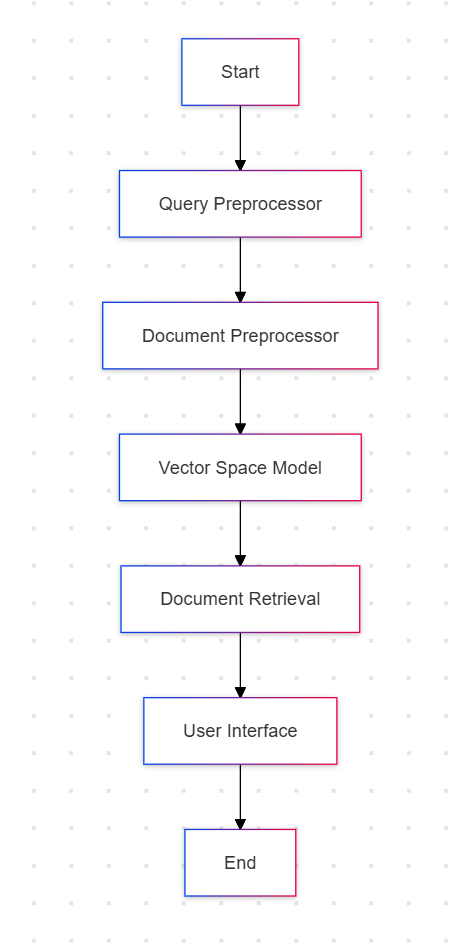 Start
Query Preprocessor
Document Preprocessor
Vector Space Model
Document Retrieval
User Interface
End